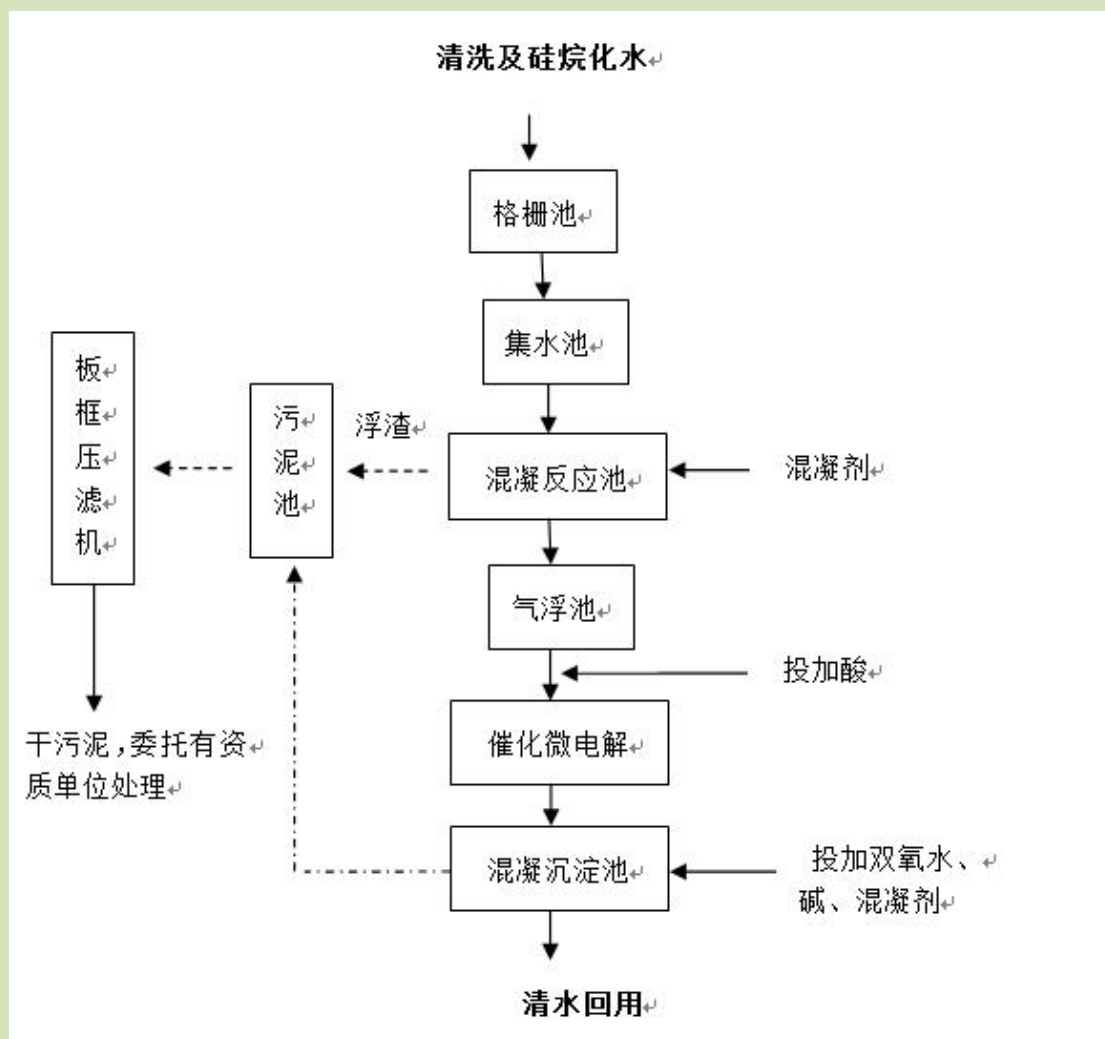 清洗及硅烷化水
格栅池
集水池
板
框
压
滤
机
污
泥
池
浮渣
混凝反应池
混凝剂
气浮池
投加酸
干污泥,委托有资
质单位处理
催化微电解
混凝沉淀池
投加双氧水、
碱、混凝剂
清水回用